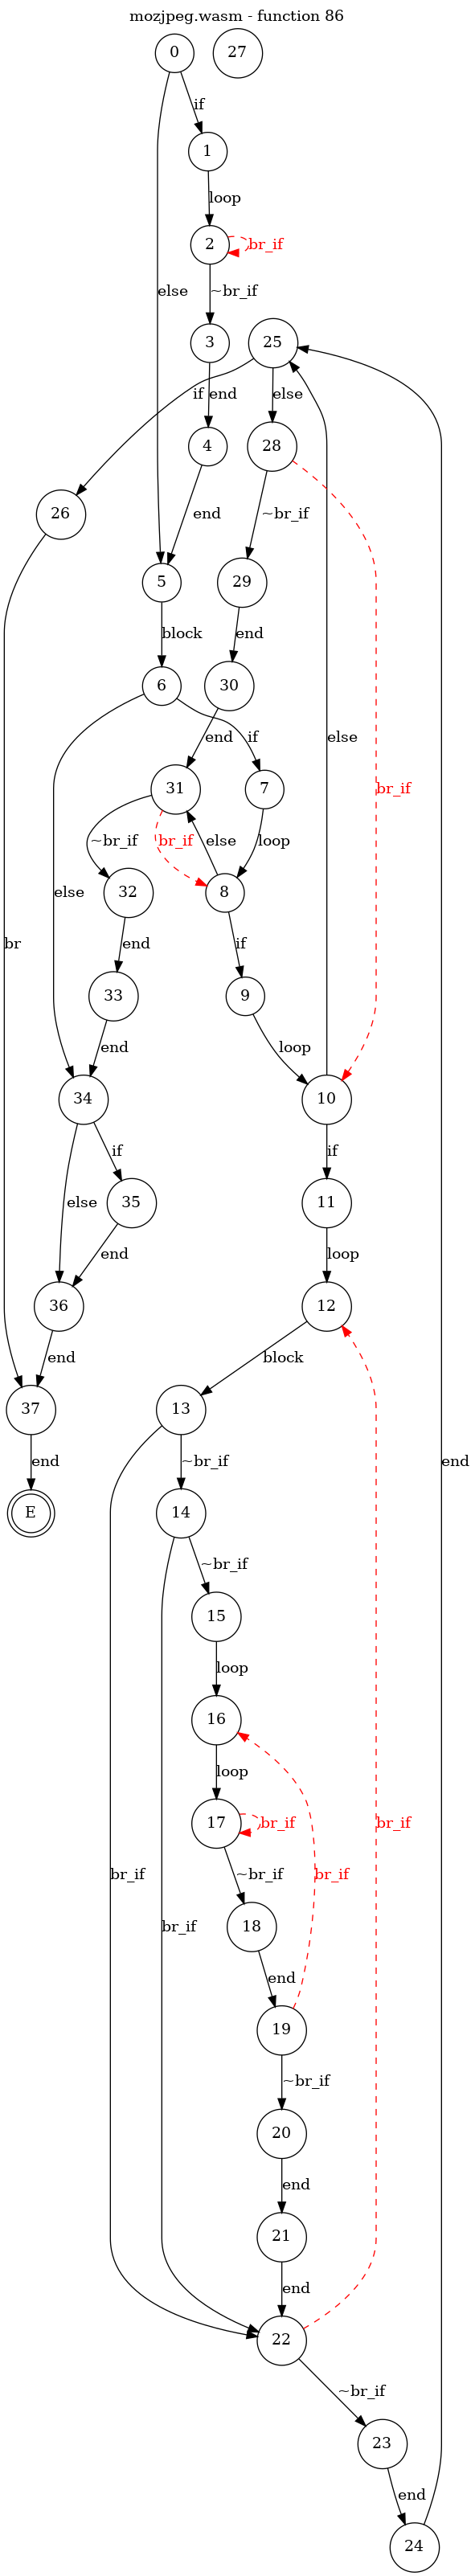 mozjpeg.wasm - function 86
0
27
if
1
loop
else
2
br_if
~br_if
3
25
if
end
else
4
28
26
end
~br_if
5
29
block
end
6
30
end
if
else
br_if
31
7
~br_if
br_if
else
loop
else
32
8
br
end
if
33
9
end
loop
34
10
if
if
else
35
11
end
loop
36
12
end
block
37
13
end
~br_if
end
E
14
~br_if
15
loop
16
loop
br_if
17
br_if
~br_if
br_if
br_if
br_if
18
end
19
~br_if
20
end
21
end
22
~br_if
23
end
24